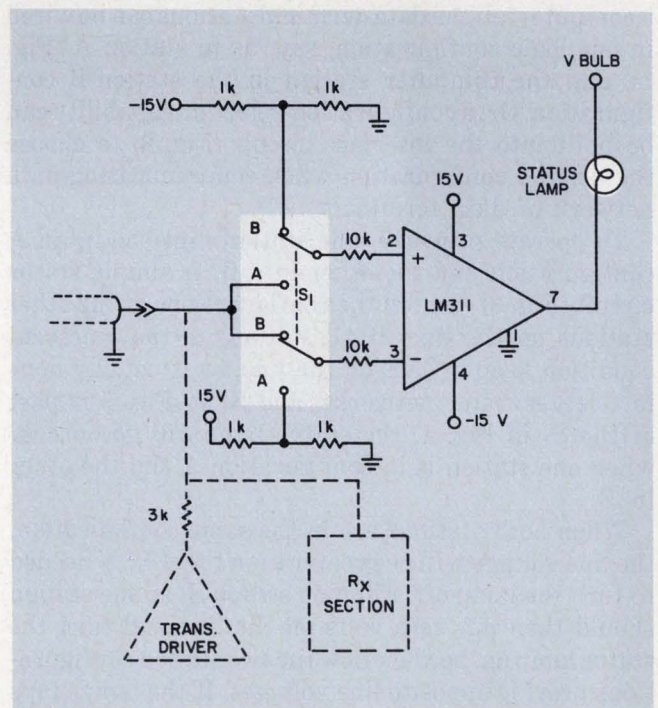 V BULB
1k
1k
-15V
STATUS
LAMP
15V
3
B
10k
+
A
S1
LM311
7
B
10k
1
3
−
A
4
15V
-15 V
1k
1k
3k
TRANS.
DRIVER
RX
SECTION